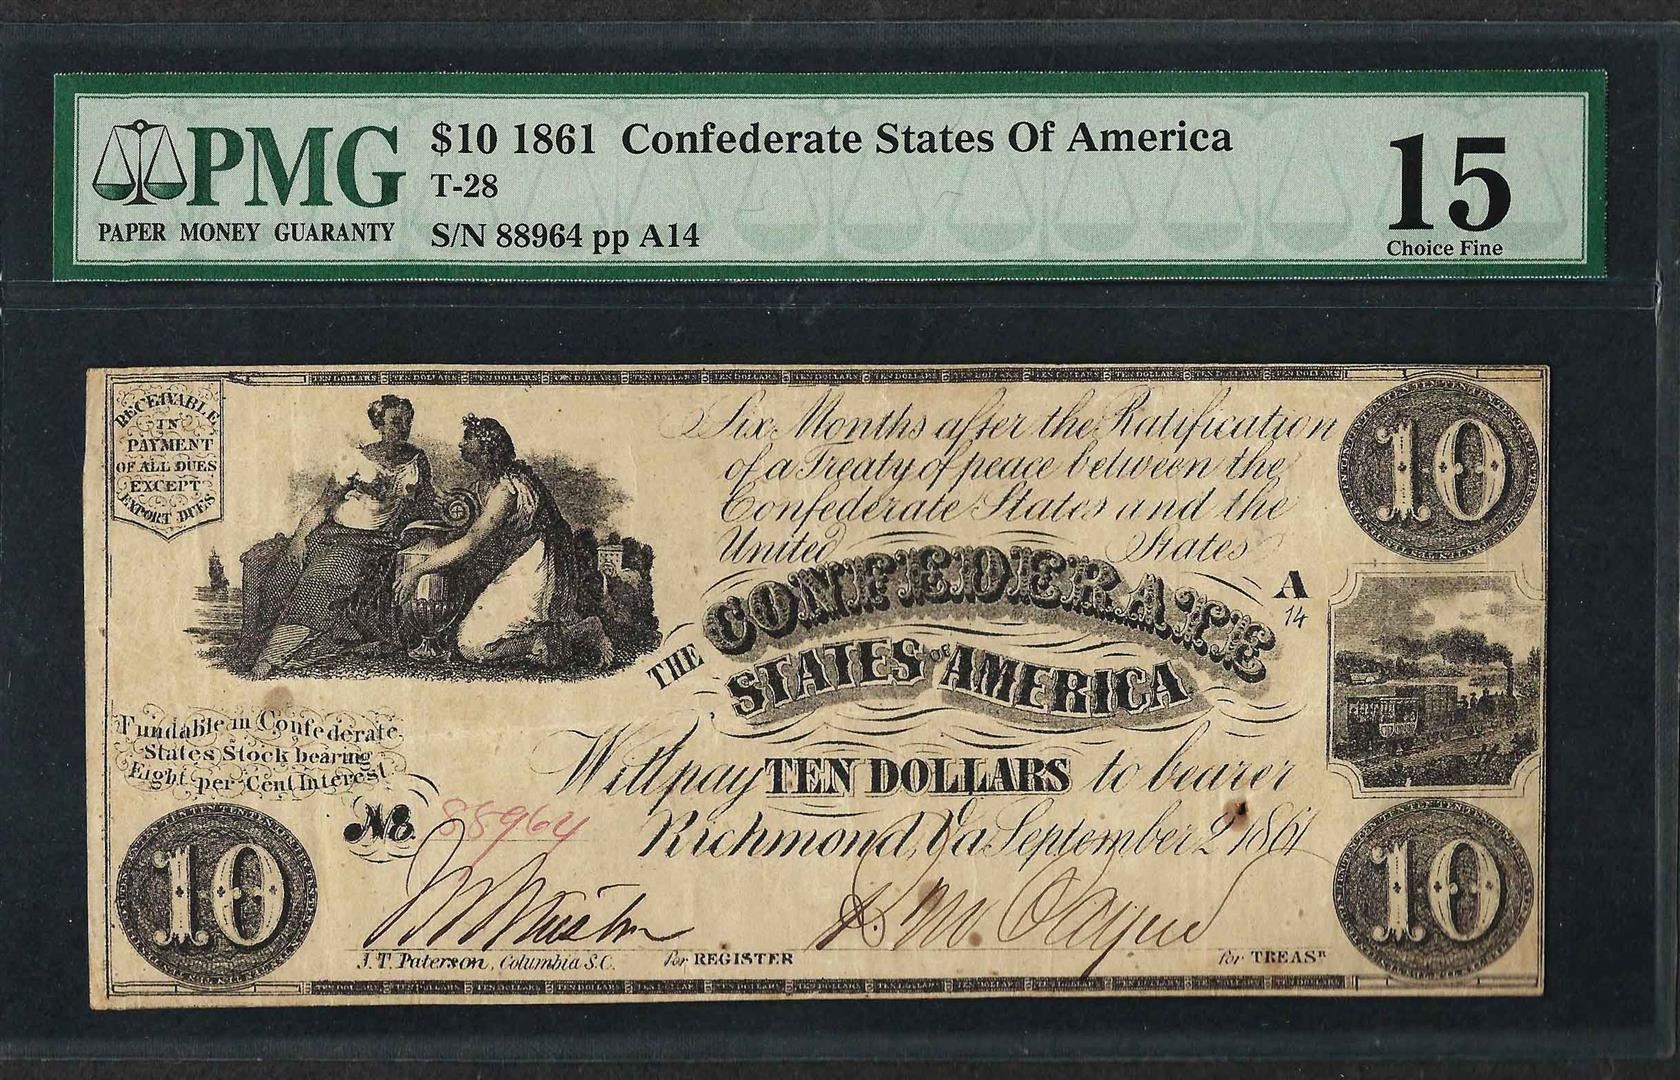 PMG
PAPER MONEY GUARANTY
$10 1861 Confederate States Of America
T-28
S/N 88964 pp A14
15
Choice Fine
RECEIVABLE
IN
PAYMENT
OF ALL DUES
EXCEPT
EXPORT DUES
Six Months after the Ratification
of a Treaty of peace between the
Confederate States and the
United States
10
A
14
THE CONFEDERATE
STATES OF AMERICA
Fundable in Confederate
States Stock bearing
Eight per Cent Interest
Will pay TEN DOLLARS to bearer
No. 88964
Richmond, Va September 2 1861
10
10
J.T. Paterson, Columbia S.C.
For REGISTER
for TREASR